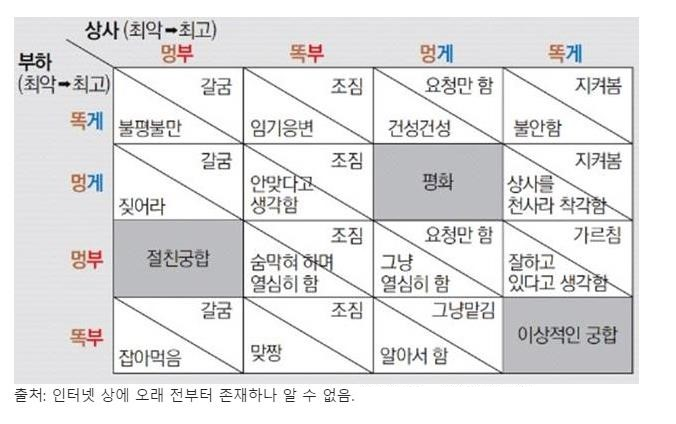 상사 (최악➡최고)
부하
(최악➡최고)
멍부 똑부 멍게 똑게
똑게
갈굼
불평불만
조짐
임기응변
요청만 함
건성건성
지켜봄
불안함
멍게
갈굼
짖어라
조짐
안맞다고
생각함
평화
지켜봄
상사를
천사라 착각함
멍부
절친궁합
조짐
숨막혀 하며
열심히 함
요청만 함
그냥
열심히 함
가르침
잘하고
있다고 생각함
똑부
갈굼
잡아먹음
조짐
맞짱
그냥맡김
알아서 함
이상적인 궁합
출처: 인터넷 상에 오래 전부터 존재하나 알 수 없음.